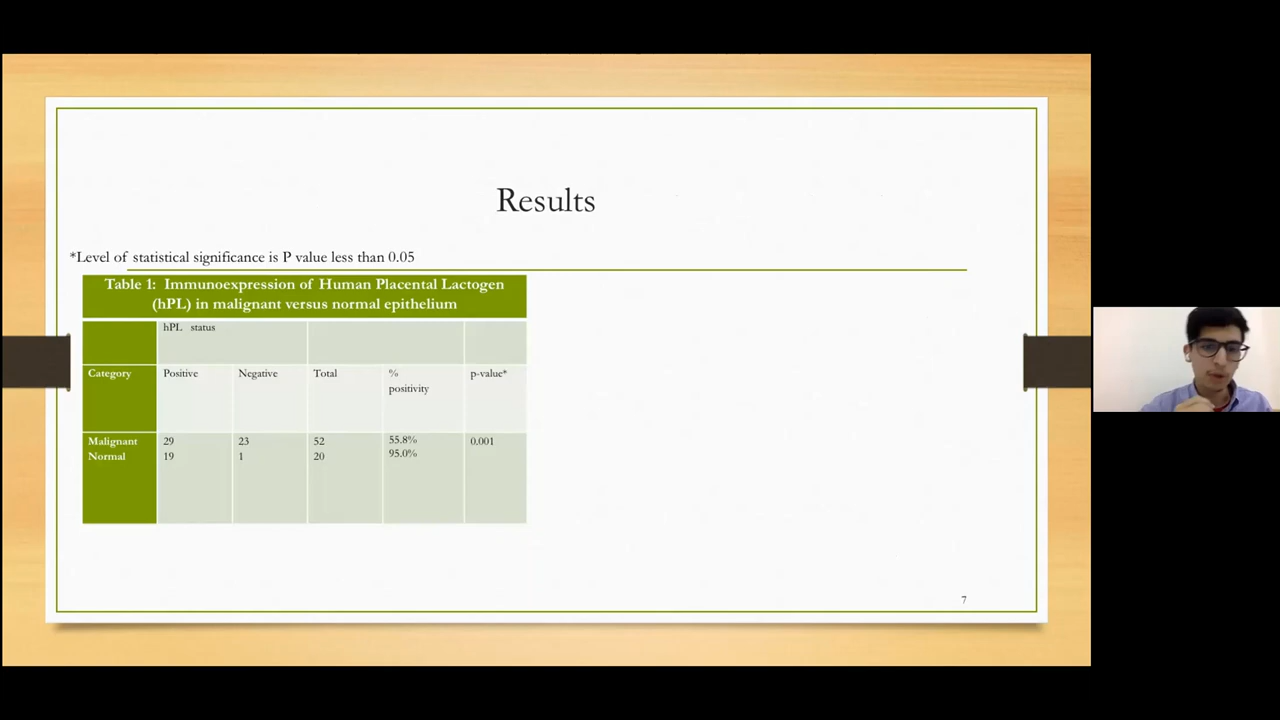 Results
*Level of statistical significance is P value less than 0.05
Table 1: Immunoexpression of Human Placental Lactogen
(hPL) in malignant versus normal epithelium
hPL status
Category Positive Negative Total % positivity p-value*
Malignant 29 23 52 55.8% 0.001
Normal 19 1 20 95.0%
7